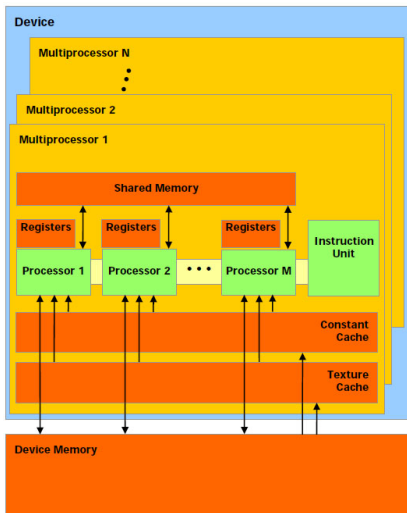 Device
Multiprocessor N
Multiprocessor 2
Multiprocessor 1
Shared Memory
Registers
Registers
Registers
Processor 1
Processor 2
Processor M
Instruction
Unit
Constant
Cache
Texture
Cache
Device Memory